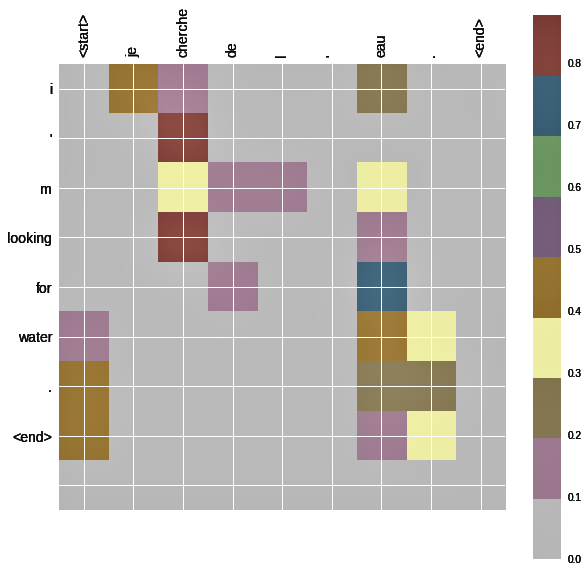 <start> je cherche de l ' eau . <end>
i
'
m
looking
for
water
.
<end>
0.8
0.7
0.6
0.5
0.4
0.3
0.2
0.1
0.0